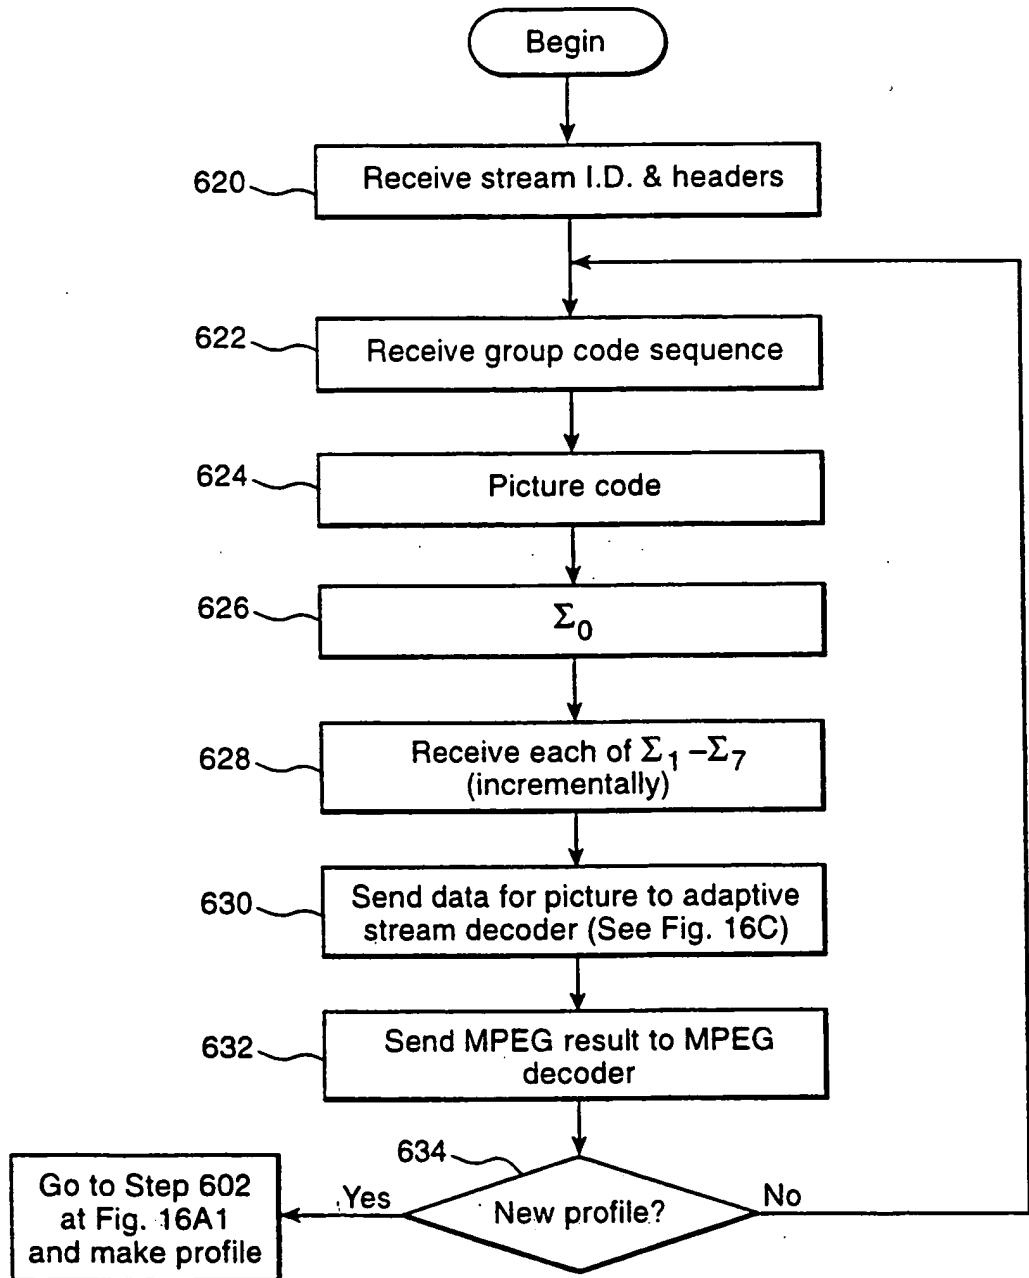 Begin
620
Receive stream I.D. & headers
622
Receive group code sequence
624
Picture code
626
Σ0
628
Receive each of Σ1 –Σ7
(incrementally)
630
Send data for picture to adaptive
stream decoder (See Fig. 16C)
632
Send MPEG result to MPEG
decoder
634
New profile?
Yes
No
Go to Step 602
at Fig. 16A1
and make profile